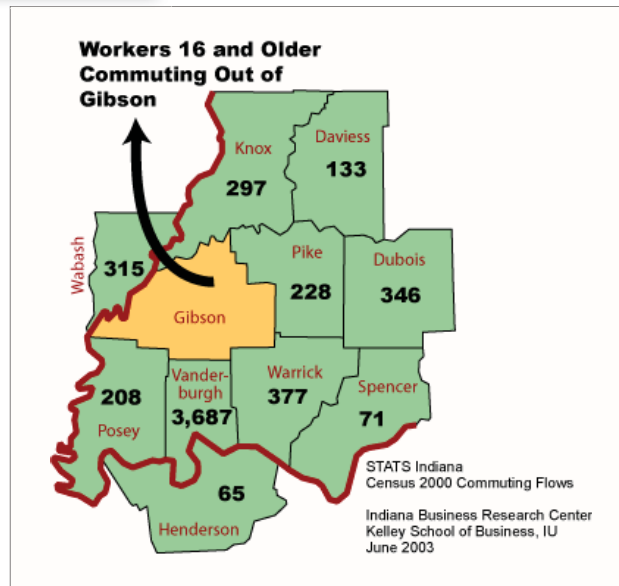 Workers 16 and Older
Commuting Out of
Gibson
Knox
297
Daviess
133
Wabash
315
Pike
228
Dubois
346
Gibson
208
Posey
Vander-
burgh
3,687
Warrick
377
Spencer
71
65
Henderson
STATS Indiana
Census 2000 Commuting Flows
Indiana Business Research Center
Kelley School of Business, IU
June 2003